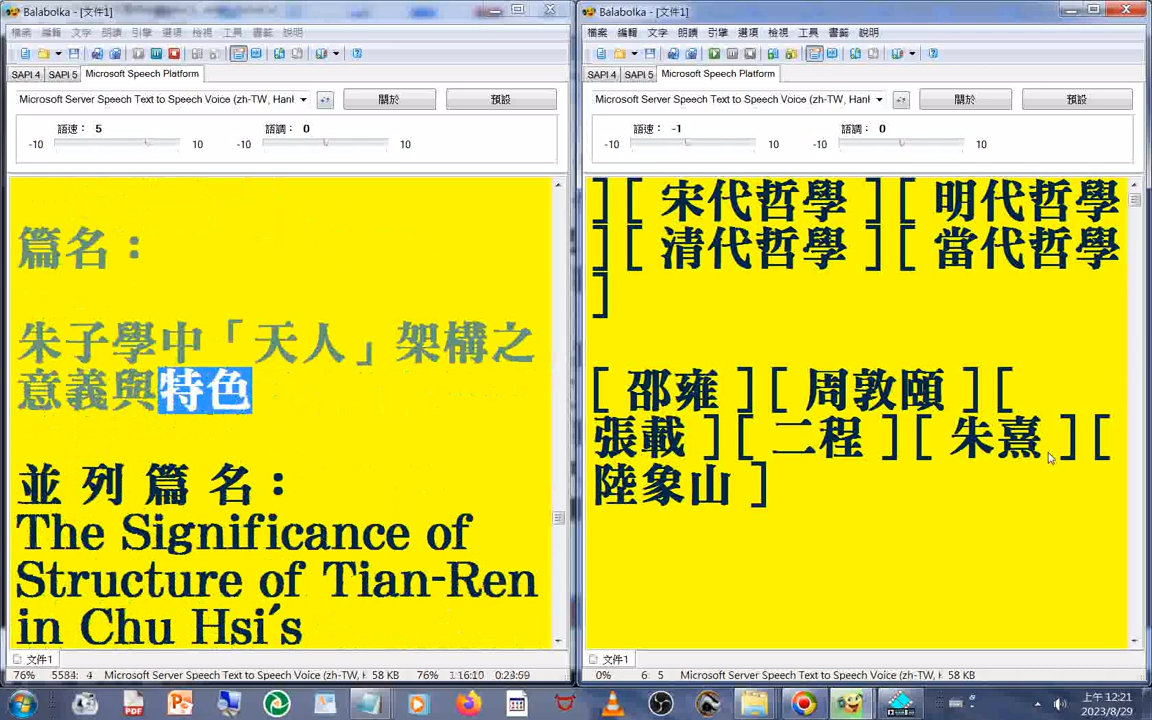 Balabolka - [文件1]
檔案 編輯 文字 朗讀 引擎 選項 檢視 工具 書籤 說明
SAPI 4 SAPI 5 Microsoft Speech Platform
Microsoft Server Speech Text to Speech Voice (zh-TW, Hanl
關於 預設
語速: 5 語調: 0
-10 10 -10 10
篇名：
朱子學中「天人」架構之
意義與特色
並 列 篇 名：
The Significance of
Structure of Tian-Ren
in Chu Hsi's
文件1
76% 5584: 4 Microsoft Server Speech Text to Speech Voice (zh-TW, H 58 KB 76% 1:16:10 0:23:59
Balabolka - [文件1]
檔案 編輯 文字 朗讀 引擎 選項 檢視 工具 書籤 說明
SAPI 4 SAPI 5 Microsoft Speech Platform
Microsoft Server Speech Text to Speech Voice (zh-TW, Hanl
關於 預設
語速: -1 語調: 0
-10 10 -10 10
][ 宋代哲學 ][ 明代哲學
][ 清代哲學 ][ 當代哲學
]
[ 邵雍 ][ 周敦頤 ][
張載 ][ 二程 ][ 朱熹 ][
陸象山 ]
文件1
0% 6: 5 Microsoft Server Speech Text to Speech Voice (zh-TW, H 58 KB
PDF
上午 12:21
2023/8/29